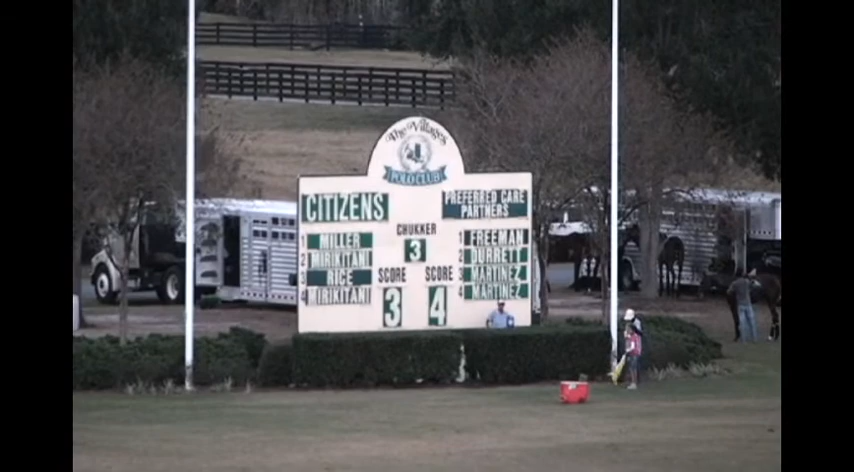 The Villages
POLO CLUB
CITIZENS
PREFERRED CARE
PARTNERS
CHUKKER
3
1 MILLER
2 MIRIKITANI
3 RICE
4 MIRIKITANI
1 FREEMAN
2 DURRETT
3 MARTINEZ
4 MARTINEZ
SCORE SCORE
3 4